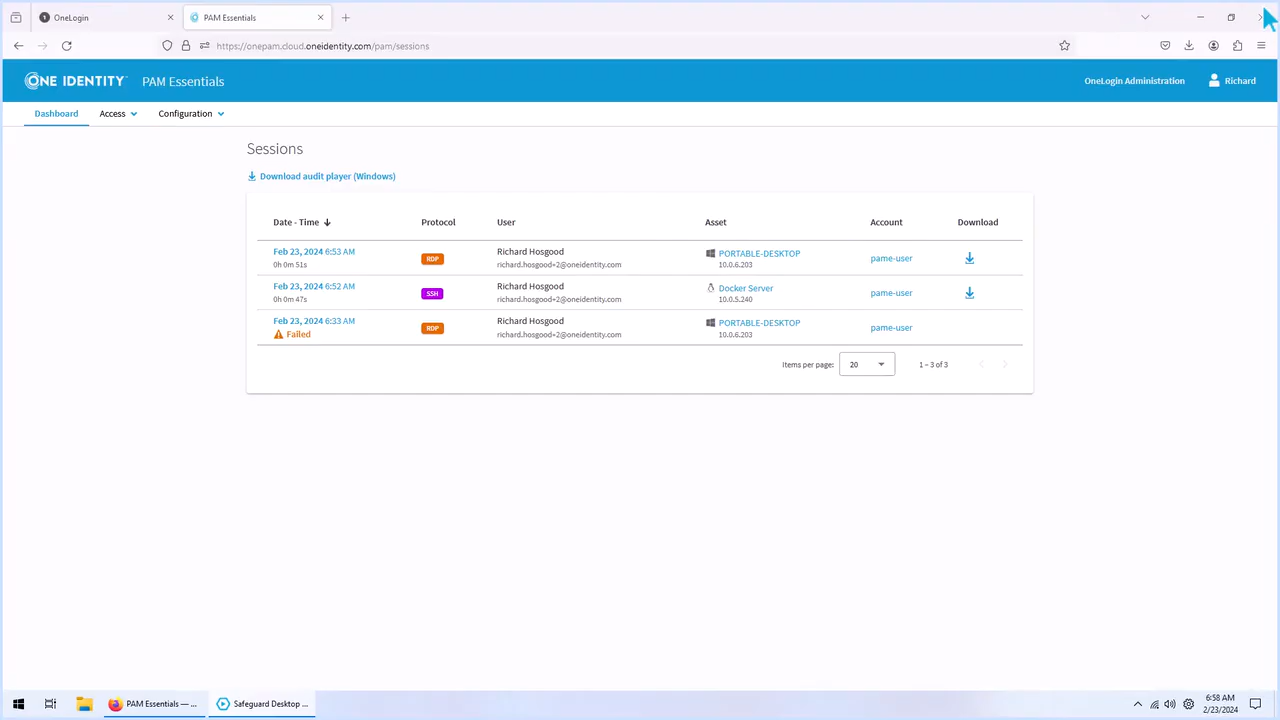 OneLogin
PAM Essentials
https://onepam.cloud.oneidentity.com/pam/sessions
ONE IDENTITY
PAM Essentials
OneLogin Administration
Richard
Dashboard
Access
Configuration
Sessions
Download audit player (Windows)
Date - Time
Protocol
User
Asset
Account
Download
Feb 23, 2024 6:53 AM
0h 0m 51s
RDP
Richard Hosgood
richard.hosgood+2@oneidentity.com
PORTABLE-DESKTOP
10.0.6.203
pame-user
Feb 23, 2024 6:52 AM
0h 0m 47s
SSH
Richard Hosgood
richard.hosgood+2@oneidentity.com
Docker Server
10.0.5.240
pame-user
Feb 23, 2024 6:33 AM
Failed
RDP
Richard Hosgood
richard.hosgood+2@oneidentity.com
PORTABLE-DESKTOP
10.0.6.203
pame-user
Items per page:
20
1 – 3 of 3
PAM Essentials — ...
Safeguard Desktop ...
6:58 AM
2/23/2024